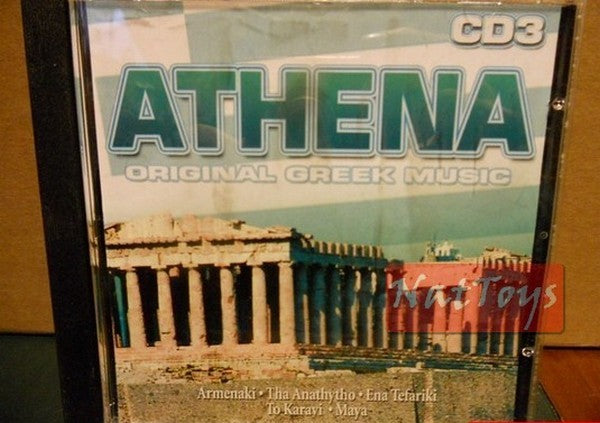 CD3
ATHENA
ORIGINAL GREEK MUSIC
NatToys
Armenaki • Tha Anathytho • Ena Tefariki
To Karavi • Maya